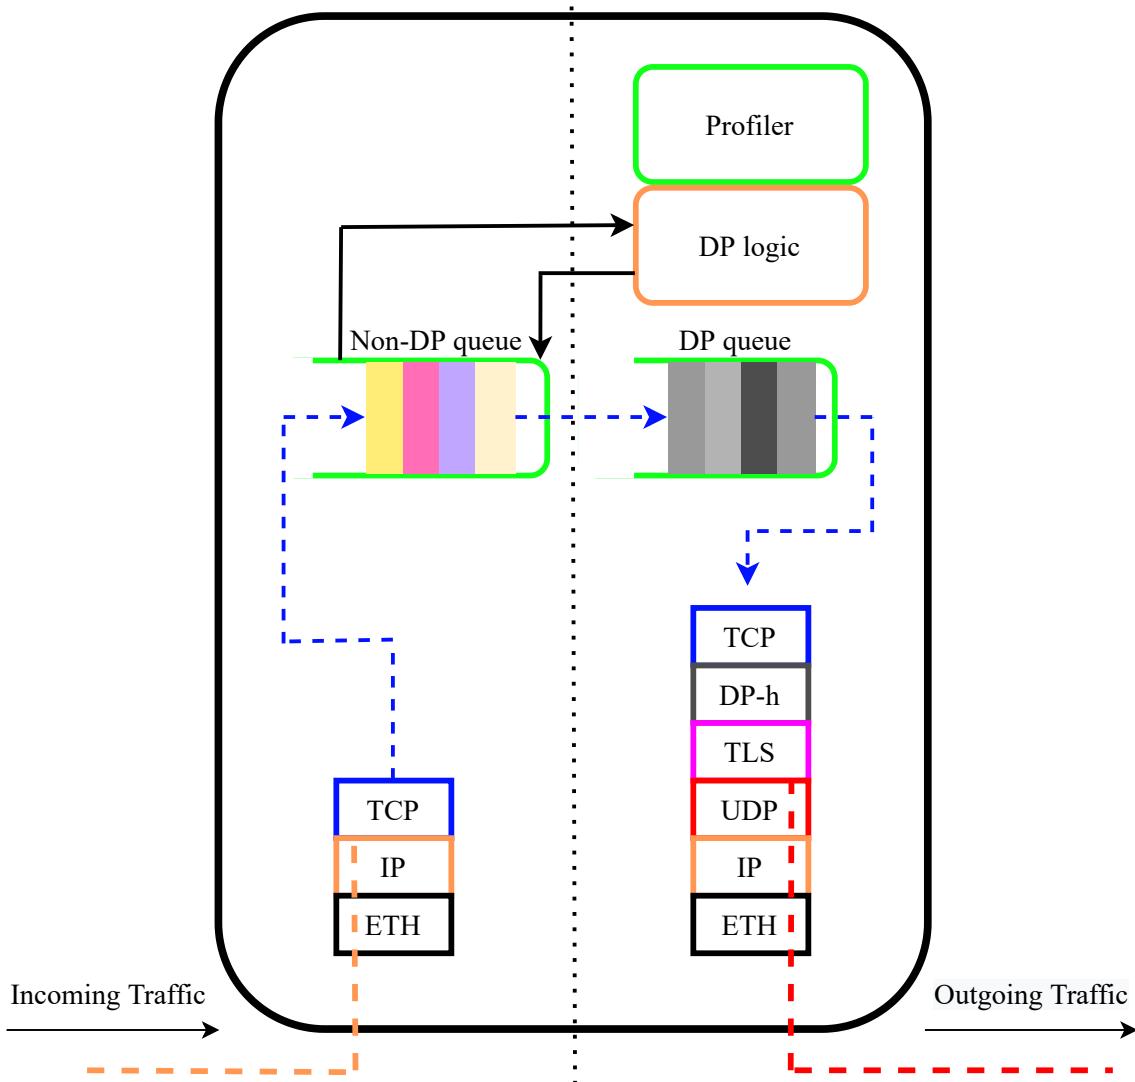 Profiler
DP logic
Non-DP queue
DP queue
TCP
DP-h
TLS
TCP
UDP
IP
IP
ETH
ETH
Incoming Traffic
Outgoing Traffic